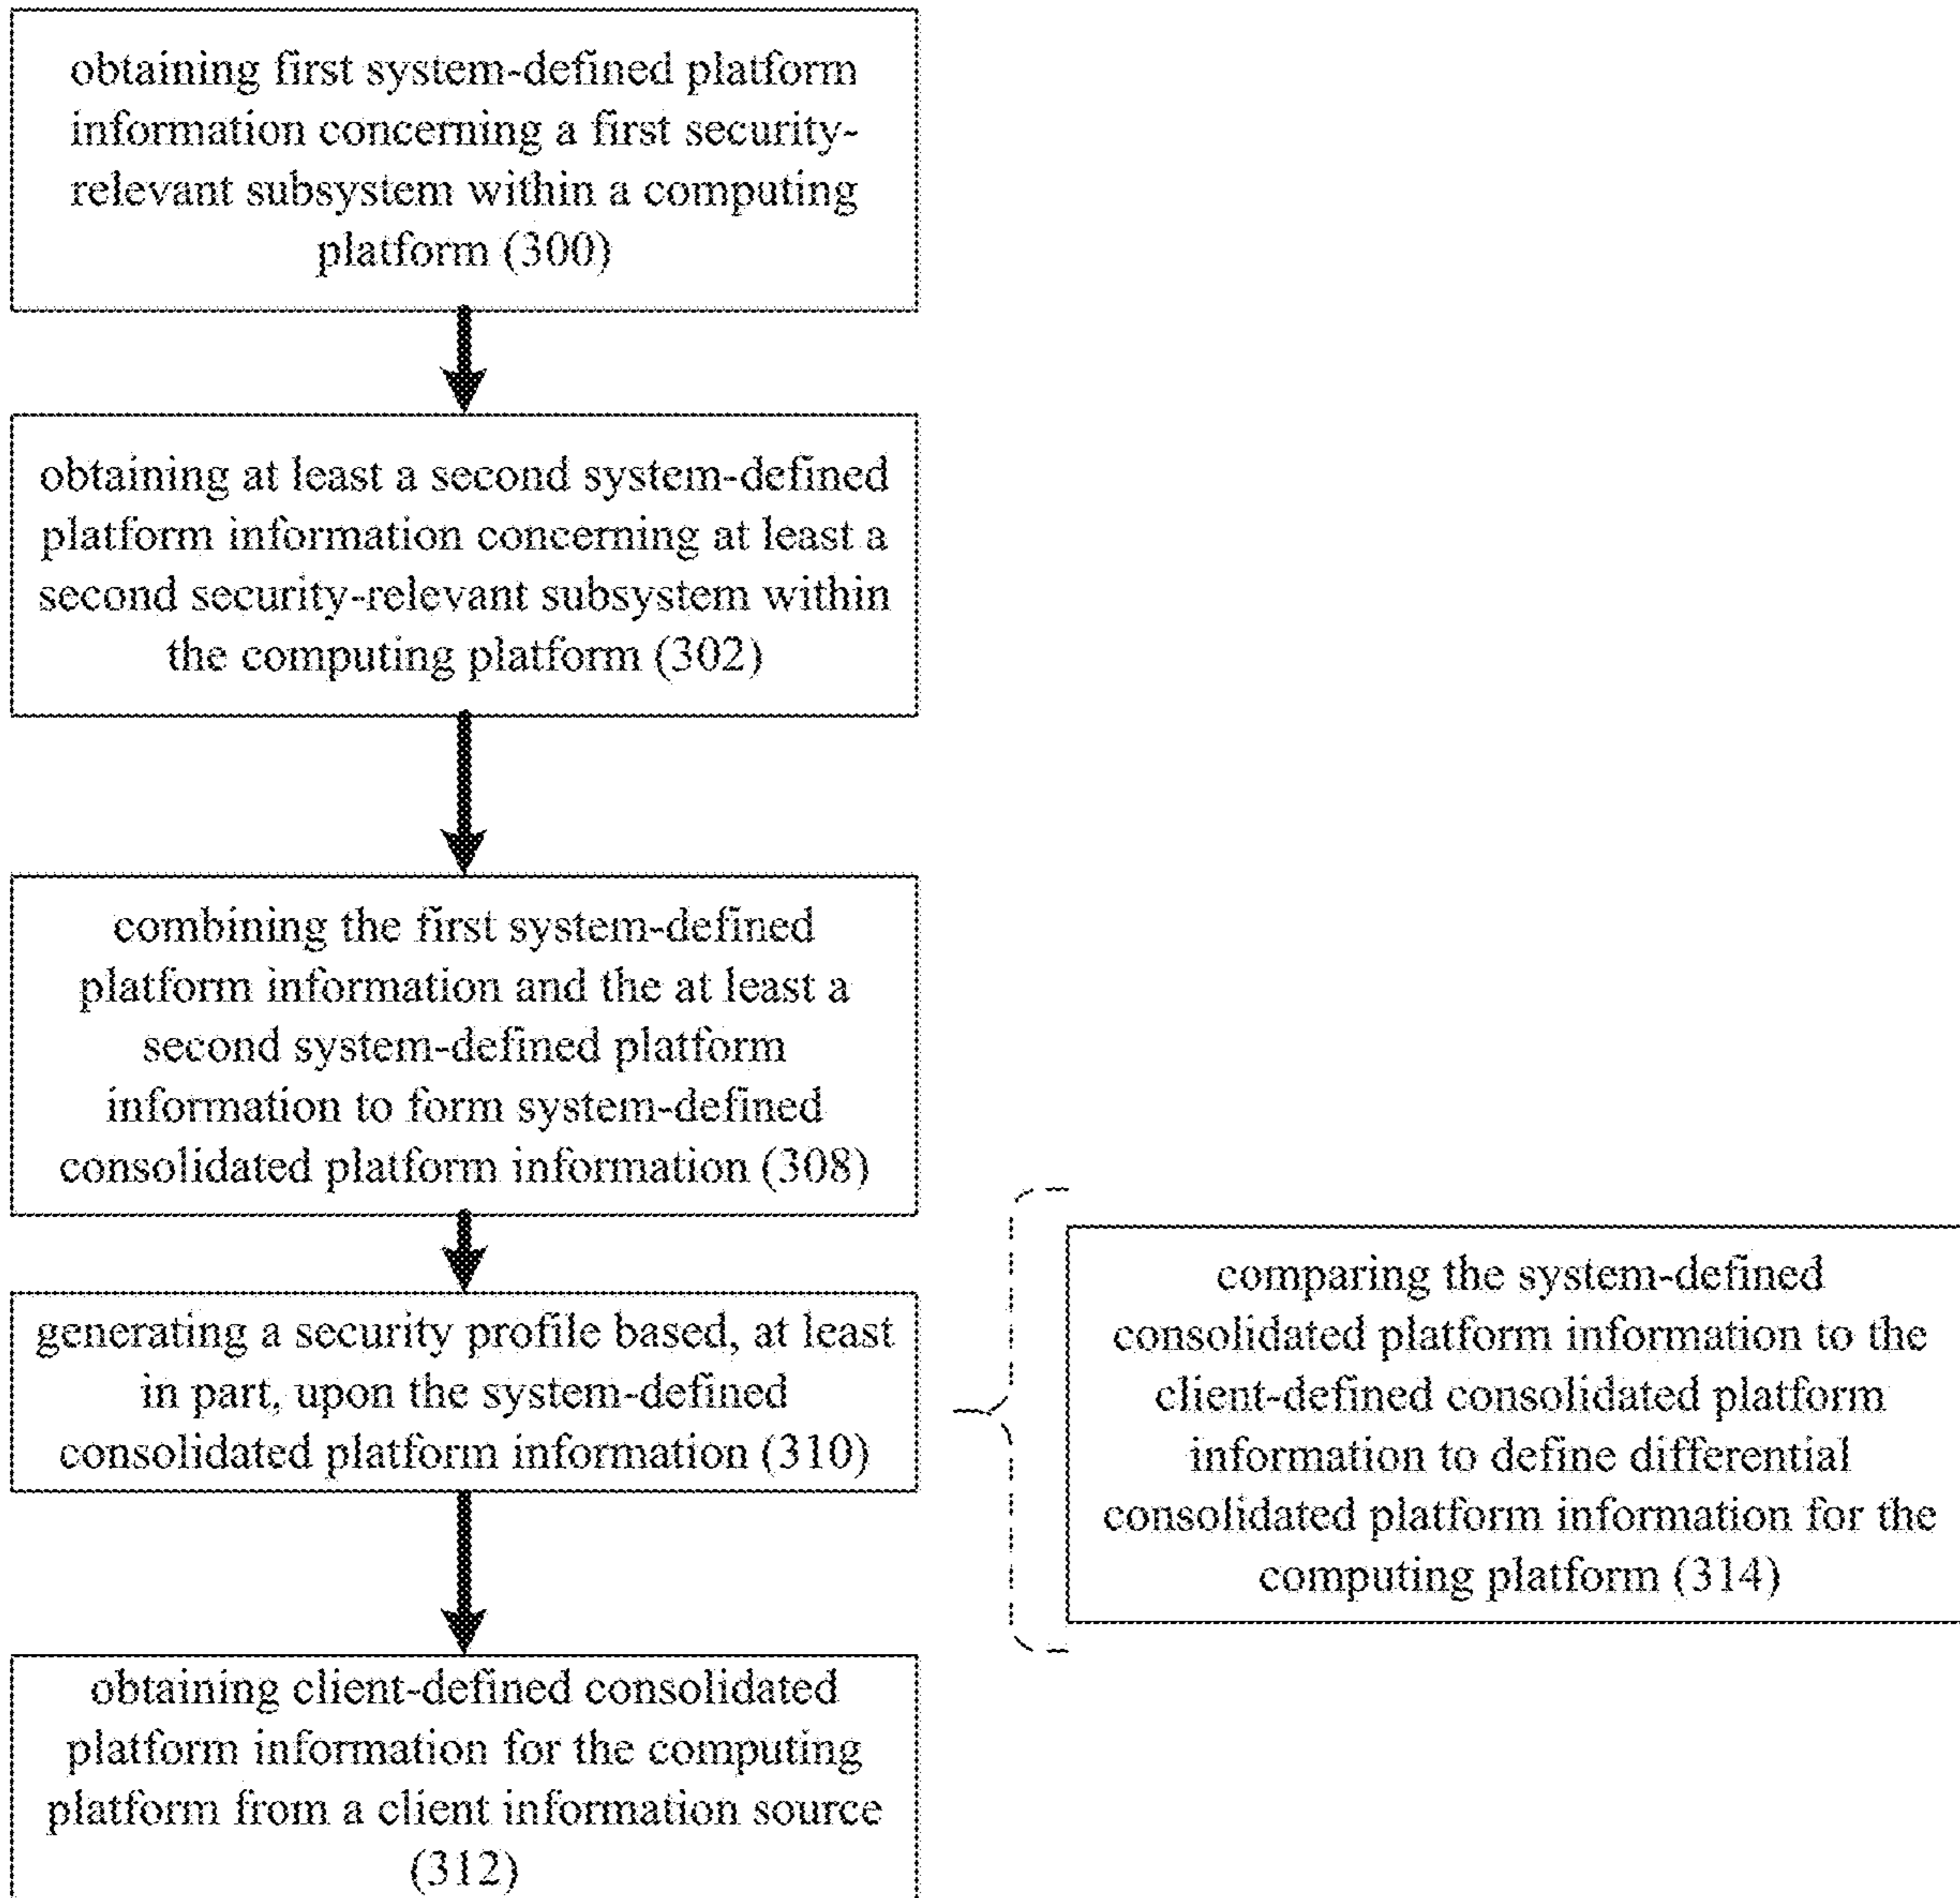 obtaining first system-defined platform
information concerning a first security-
relevant subsystem within a computing
platform (300)
obtaining at least a second system-defined
platform information concerning at least a
second security-relevant subsystem within
the computing platform (302)
combining the first system-defined
platform information and the at least a
second system-defined platform
information to form system-defined
consolidated platform information (308)
generating a security profile based, at least
in part, upon the system-defined
consolidated platform information (310)
comparing the system-defined
consolidated platform information to the
client-defined consolidated platform
information to define differential
consolidated platform information for the
computing platform (314)
obtaining client-defined consolidated
platform information for the computing
platform from a client information source
(312)